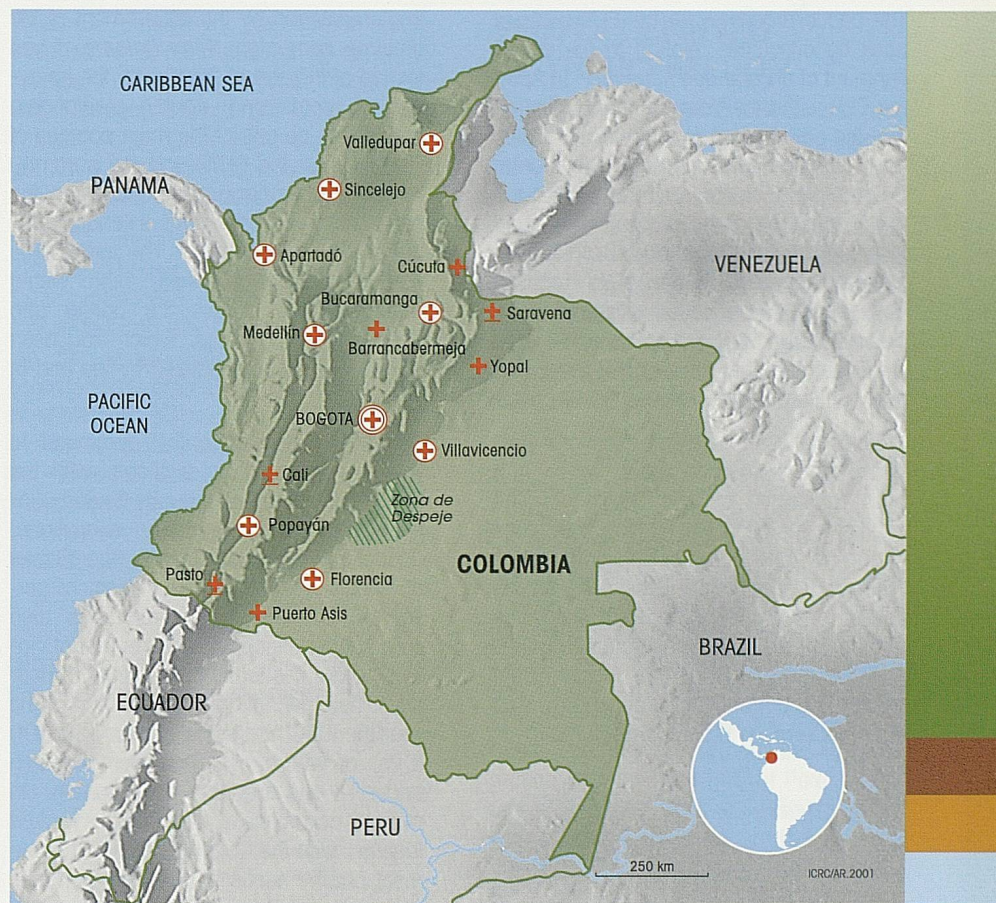 CARIBBEAN SEA
Valledupar
PANAMA
Sincelejo
Apartadó
Cúcuta
VENEZUELA
Bucaramanga
Saravena
Medellín
Barrancabermeja
Yopal
PACIFIC
OCEAN
BOGOTA
Villavicencio
Cali
Zona de
Despeje
Popayán
COLOMBIA
Pasto
Florencia
Puerto Asis
BRAZIL
ECUADOR
PERU
250 km
ICRC/AR.2001